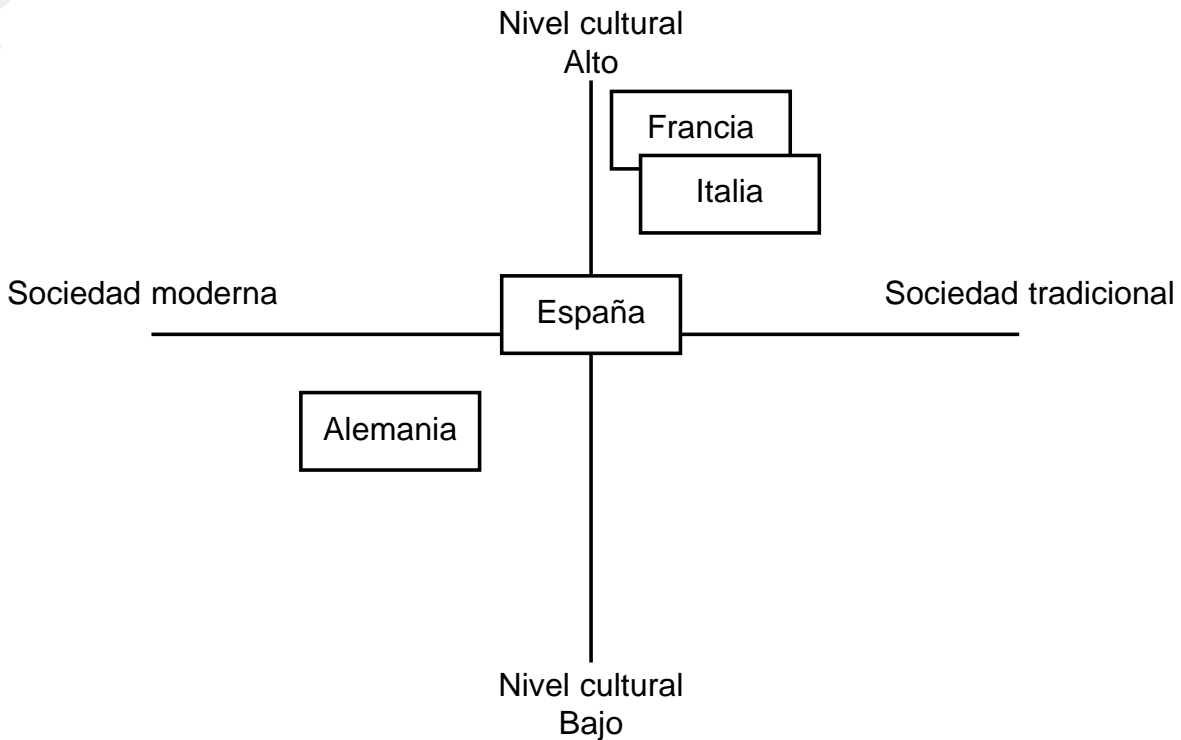 Nivel cultural
Alto
Francia
Italia
Sociedad moderna
España
Sociedad tradicional
Alemania
Nivel cultural
Bajo